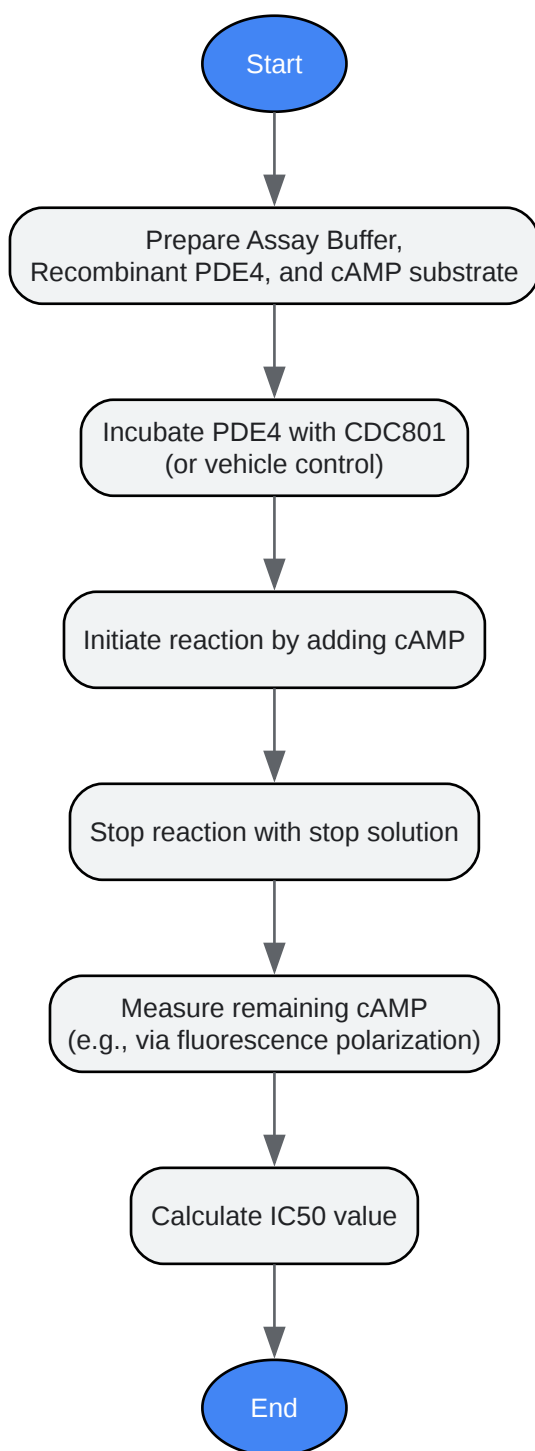 Start
Prepare Assay Buffer,
Recombinant PDE4, and cAMP substrate
Incubate PDE4 with CDC801
(or vehicle control)
Initiate reaction by adding cAMP
Stop reaction with stop solution
Measure remaining cAMP
(e.g., via fluorescence polarization)
Calculate IC50 value
End